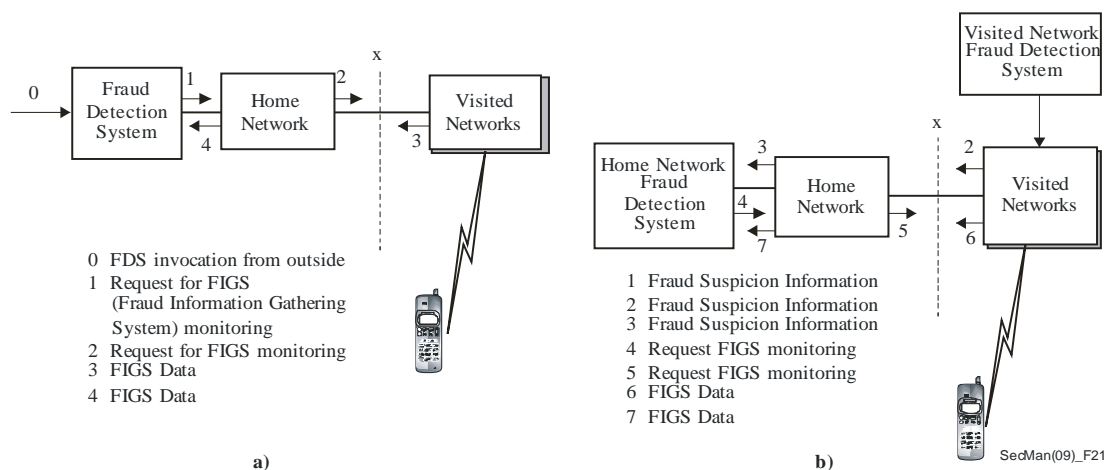 0
Fraud
Detection
System
1
4
Home
Network
2
x
3
Visited
Networks
0 FDS invocation from outside
1 Request for FIGS
(Fraud Information Gathering
System) monitoring
2 Request for FIGS monitoring
3 FIGS Data
4 FIGS Data
a)
Visited Network
Fraud Detection
System
Home Network
Fraud
Detection
System
3
4
7
Home
Network
5
x
2
6
Visited
Networks
1 Fraud Suspicion Information
2 Fraud Suspicion Information
3 Fraud Suspicion Information
4 Request FIGS monitoring
5 Request FIGS monitoring
6 FIGS Data
7 FIGS Data
b)
SecMan(09)_F21